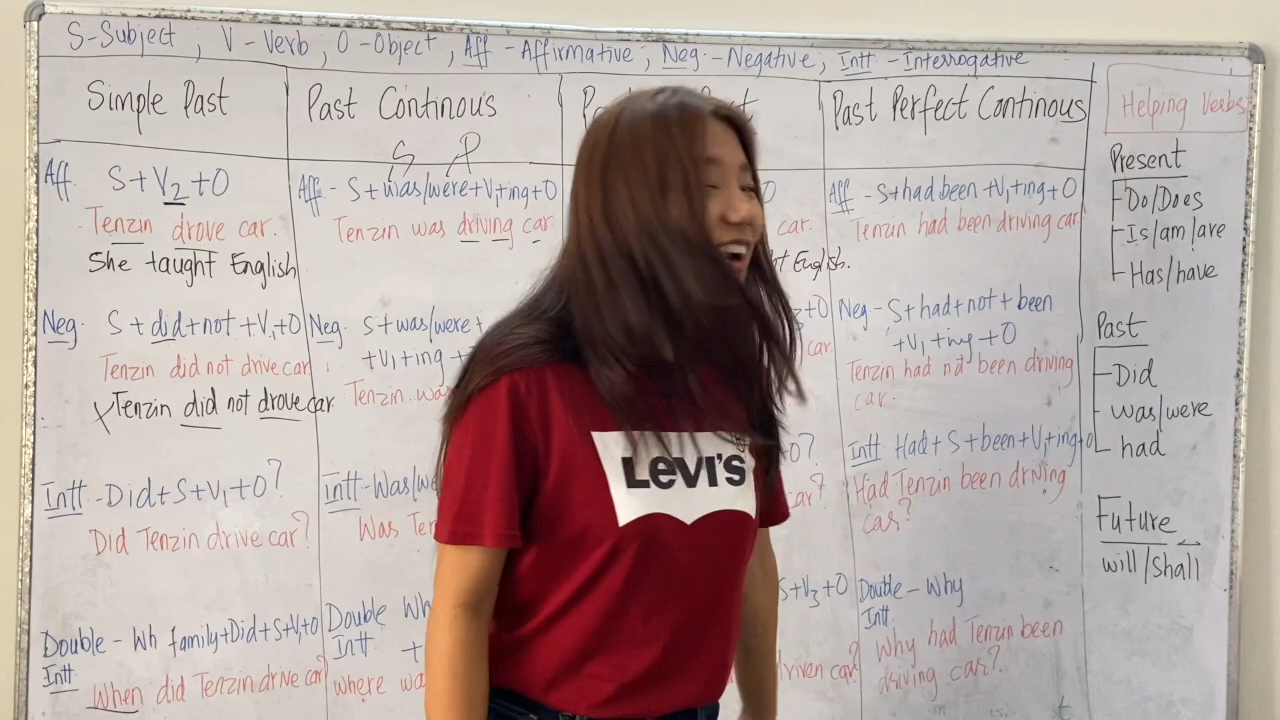 S-Subject , V-Verb, O-Object, Aff -Affirmative, Neg-Negative, Intt -Interrogative
Simple Past
Aff. S+V2+O
Tenzin drove car.
She taught English
Neg. S+did+not+V1+O
Tenzin did not drive car
X Tenzin did not drove car.
Intt-Did+S+V1+O?
Did Tenzin drive car?
Double - Wh family+Did+S+V1+O
Intt
When did Tenzin drive car?
Past Continous
S P
Aff - S+was/were+V1+ing+O
Tenzin was driving car
Neg. S+was/were+
+V1+ing +
Tenzin
Intt-Was/
Was
Double
Intt. +
where
O
car.
English.
+O
car
O?
car?
S+V3+O
car?
Past Perfect Continous
Aff - S+had been +V1+ing+O
Tenzin had been driving car
Neg - S+had+not+been
+V1+ing+O
Tenzin had not been driving
car.
Intt Had+S+been+V1+ing+O
Had Tenzin been driving
car?
Double - Why
Intt.
Why had Tenzin been
driving car?
Helping Verbs
Present
Do/Does
Is/am/are
Has/have
Past
Did
was/were
had
Future
will/shall
LEVI'S